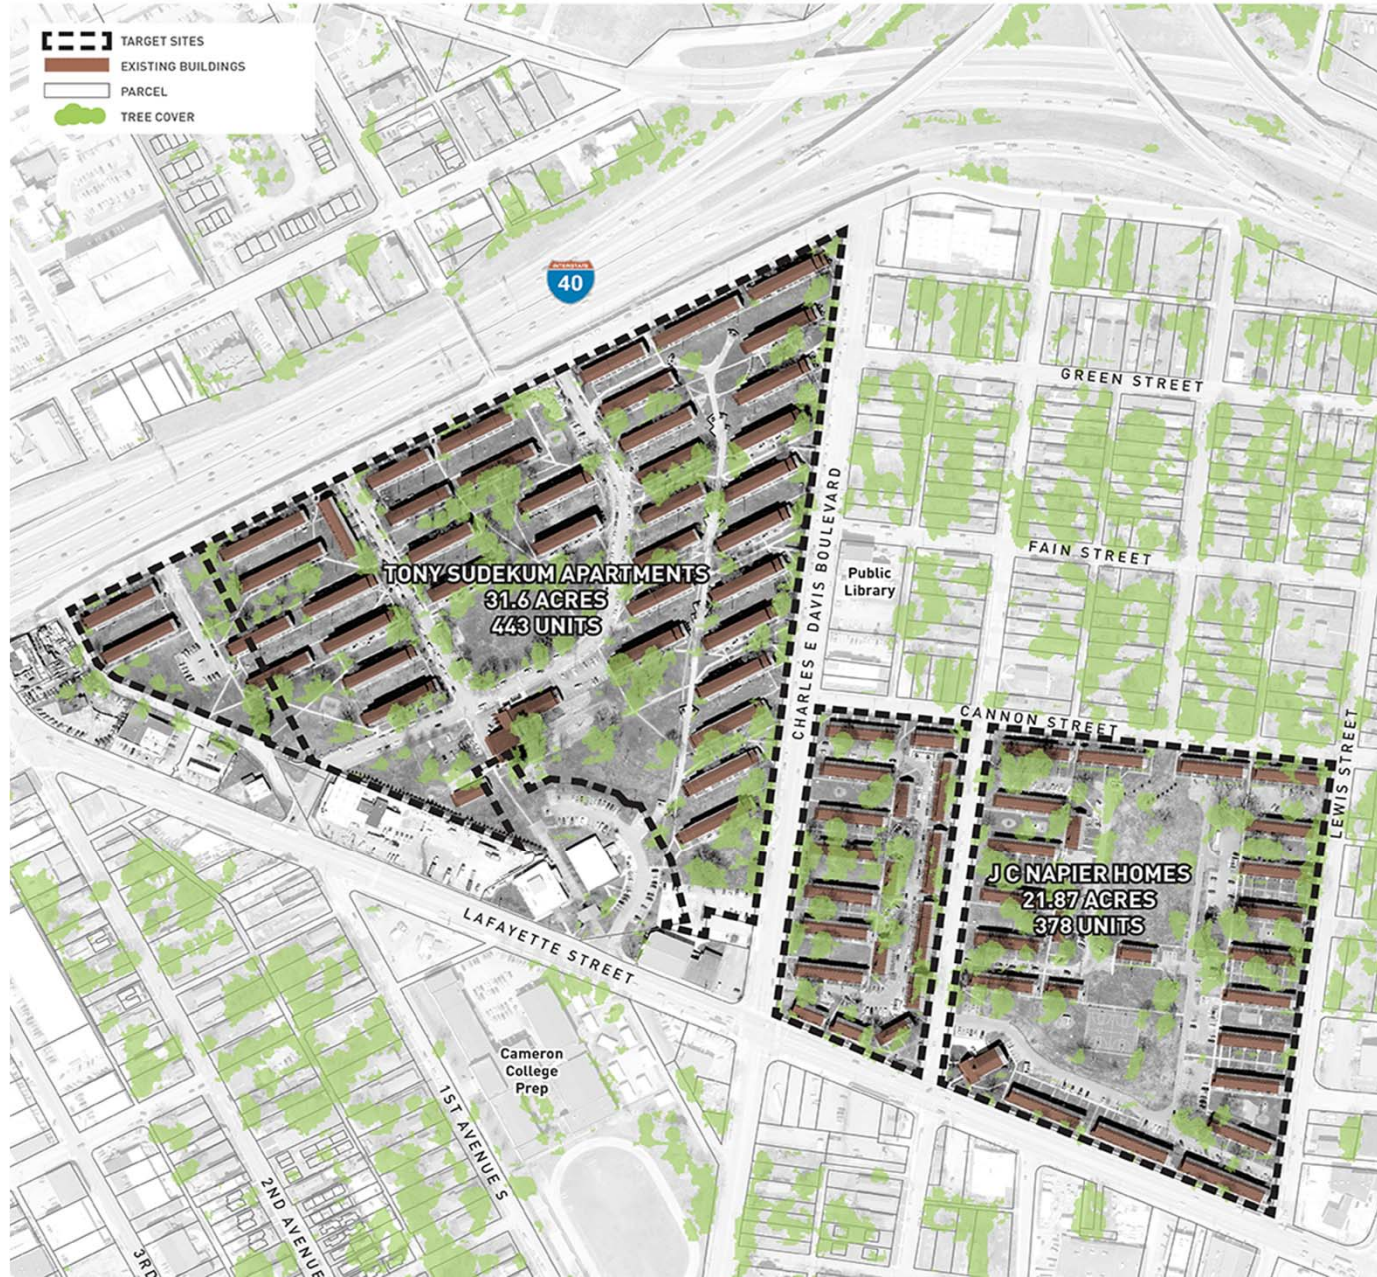 TARGET SITES
EXISTING BUILDINGS
PARCEL
TREE COVER
INTERSTATE
40
GREEN STREET
FAIN STREET
Public
Library
CHARLES E DAVIS BOULEVARD
TONY SUDEKUM APARTMENTS
31.6 ACRES
443 UNITS
CANNON STREET
LEWIS STREET
J C NAPIER HOMES
21.87 ACRES
378 UNITS
LAFAYETTE STREET
Cameron
College
Prep
1ST AVENUE S
2ND AVENUE
3RD